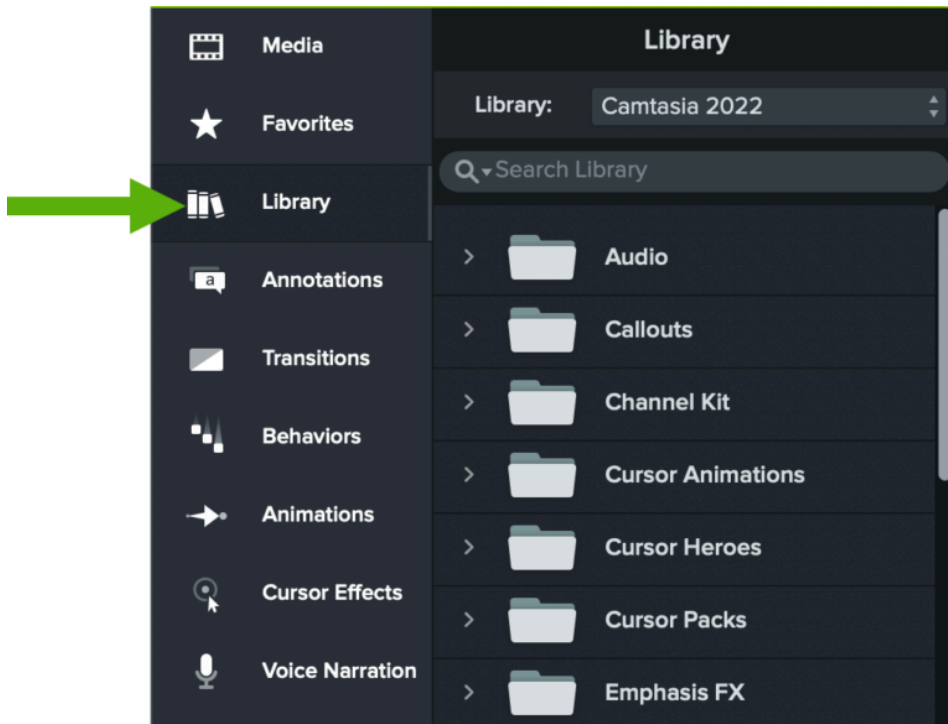 Media
Favorites
Library
Annotations
a
Transitions
Behaviors
Animations
Cursor Effects
Voice Narration
Library
Library: Camtasia 2022
Search Library
Audio
Callouts
Channel Kit
Cursor Animations
Cursor Heroes
Cursor Packs
Emphasis FX